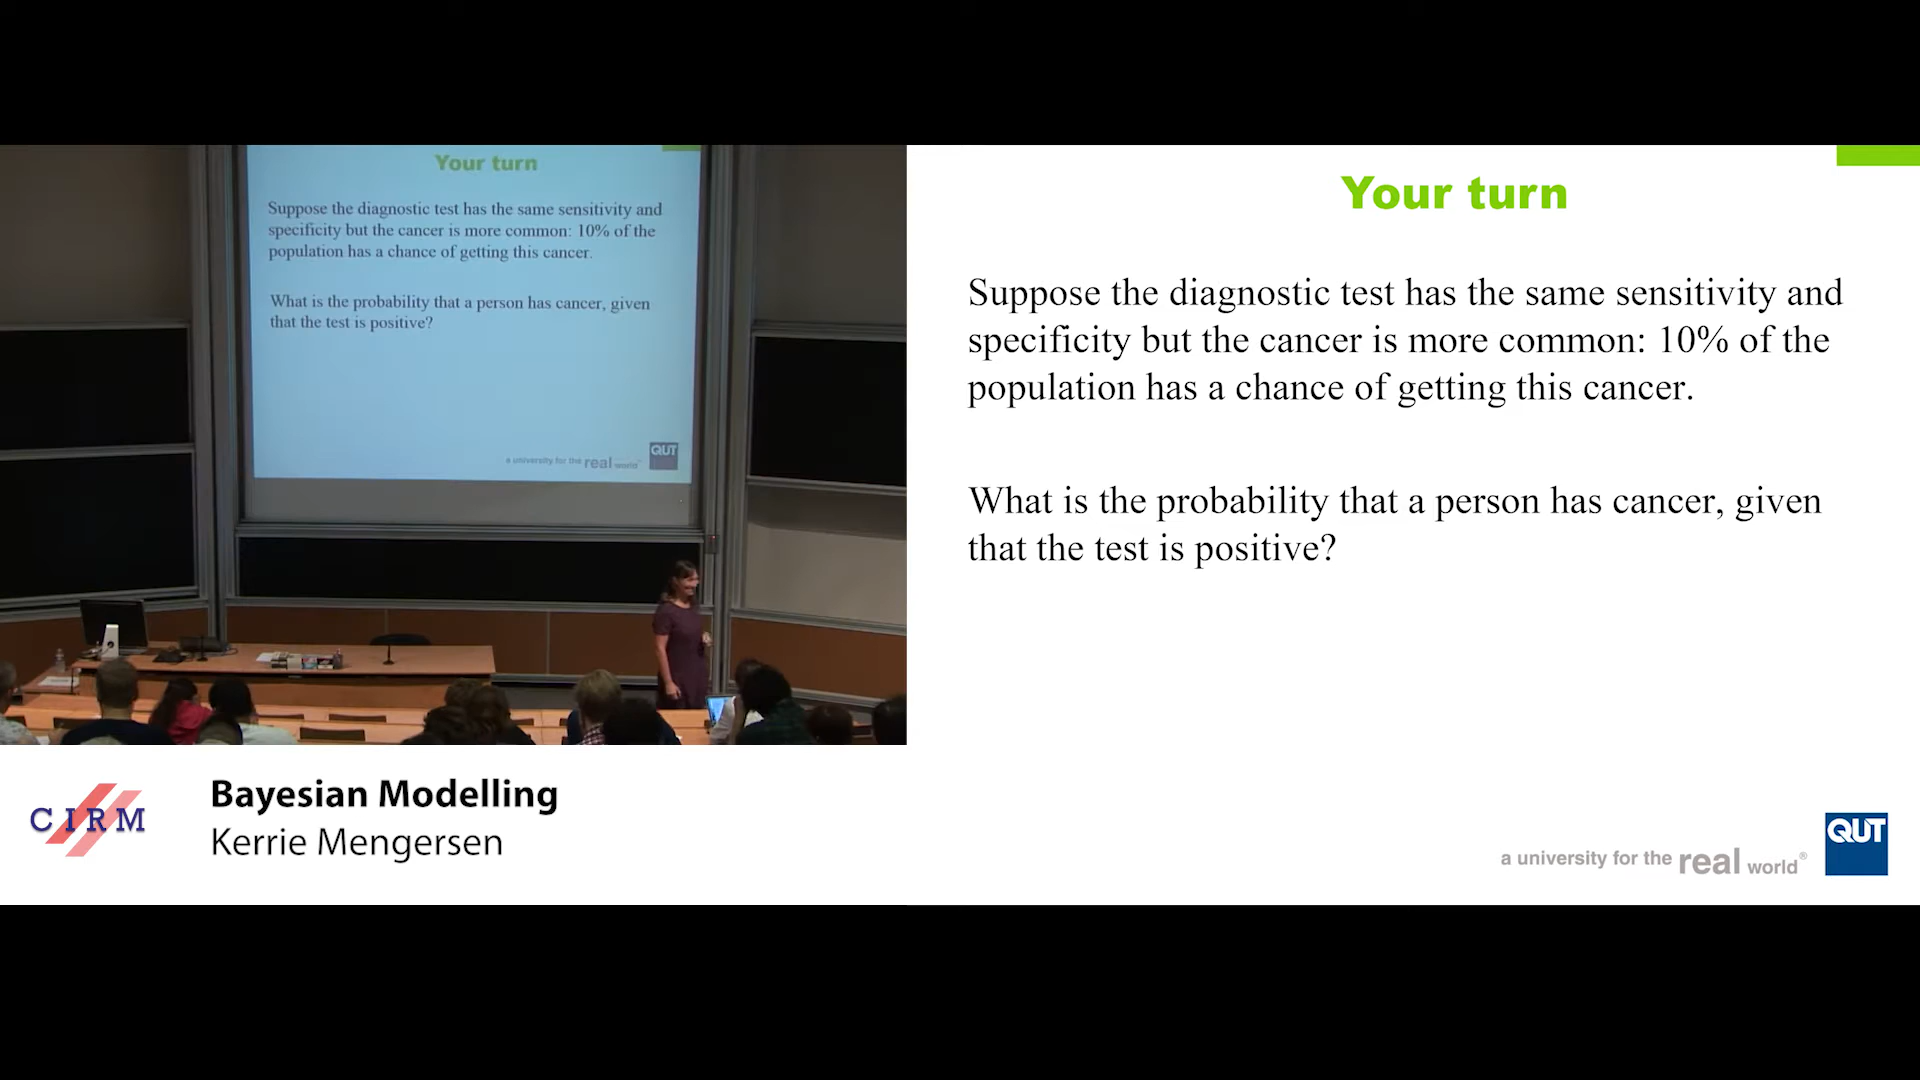 Your turn
Suppose the diagnostic test has the same sensitivity and
specificity but the cancer is more common: 10% of the
population has a chance of getting this cancer.
What is the probability that a person has cancer, given
that the test is positive?
a university for the real world
QUT
Your turn
Suppose the diagnostic test has the same sensitivity and
specificity but the cancer is more common: 10% of the
population has a chance of getting this cancer.
What is the probability that a person has cancer, given
that the test is positive?
CIRM
Bayesian Modelling
Kerrie Mengersen
a university for the real world®
QUT